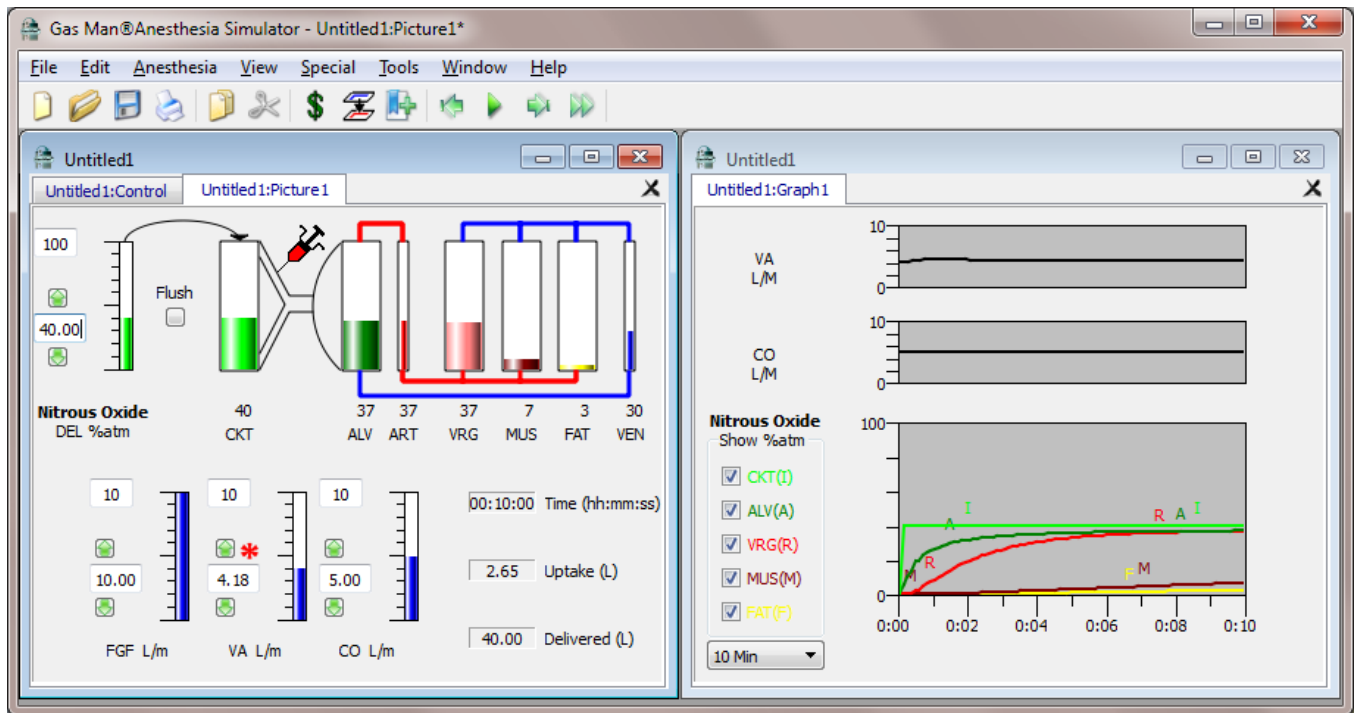 Gas Man®Anesthesia Simulator - Untitled1:Picture1*
File Edit Anesthesia View Special Tools Window Help
Untitled1
Untitled1:Control Untitled1:Picture1
100
Flush
40.00
Nitrous Oxide
DEL %atm
40 37 37 37 7 3 30
CKT ALV ART VRG MUS FAT VEN
10 10 10
00:10:00 Time (hh:mm:ss)
10.00 4.18 5.00
2.65 Uptake (L)
40.00 Delivered (L)
FGF L/m VA L/m CO L/m
Untitled1
Untitled1:Graph1
10
VA
L/M
0
10
CO
L/M
0
Nitrous Oxide
Show %atm
CKT(I)
ALV(A)
VRG(R)
MUS(M)
FAT(F)
10 Min
100
I I
A R A
M R F M
0
0:00 0:02 0:04 0:06 0:08 0:10